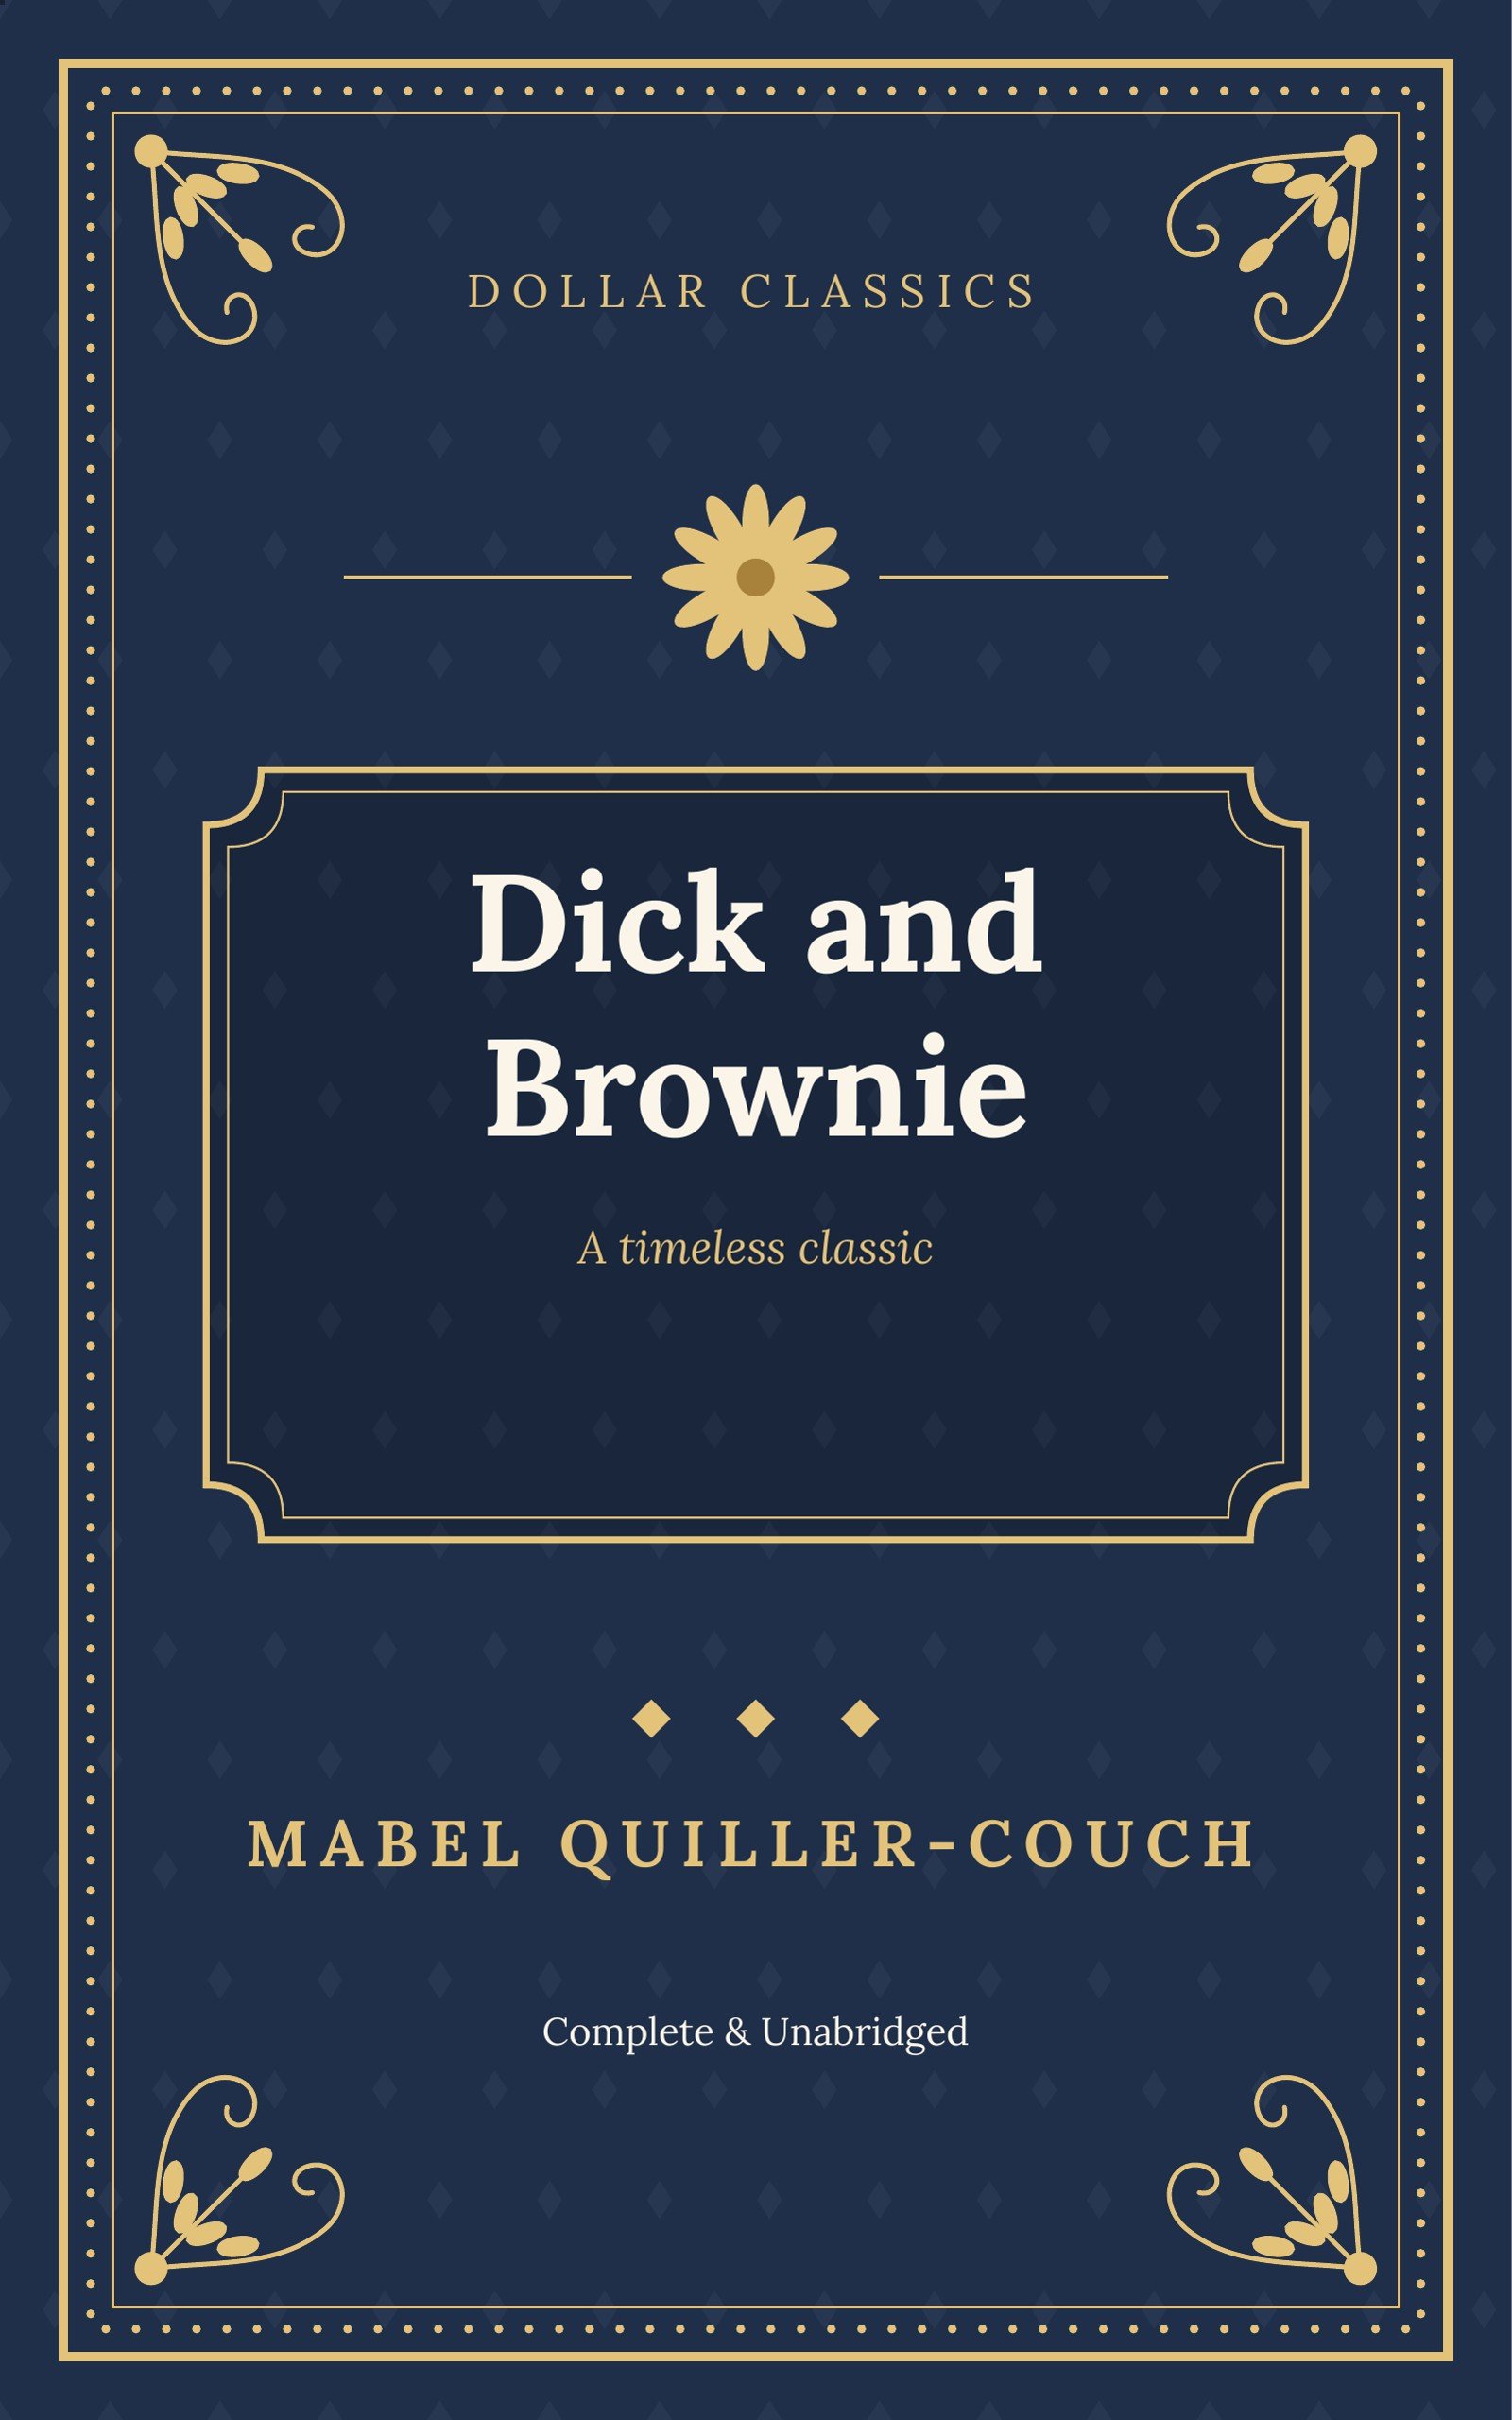 DOLLAR CLASSICS
Dick and
Brownie
A timeless classic
MABEL QUILLER-COUCH
Complete & Unabridged